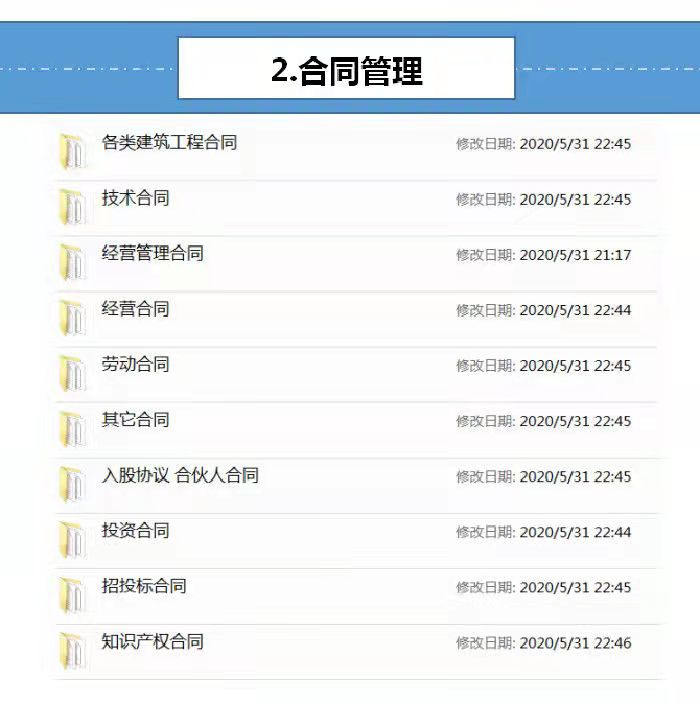 2.合同管理
各类建筑工程合同 修改日期: 2020/5/31 22:45
技术合同 修改日期: 2020/5/31 22:45
经营管理合同 修改日期: 2020/5/31 21:17
经营合同 修改日期: 2020/5/31 22:44
劳动合同 修改日期: 2020/5/31 22:45
其它合同 修改日期: 2020/5/31 22:45
入股协议 合伙人合同 修改日期: 2020/5/31 22:45
投资合同 修改日期: 2020/5/31 22:44
招投标合同 修改日期: 2020/5/31 22:45
知识产权合同 修改日期: 2020/5/31 22:46